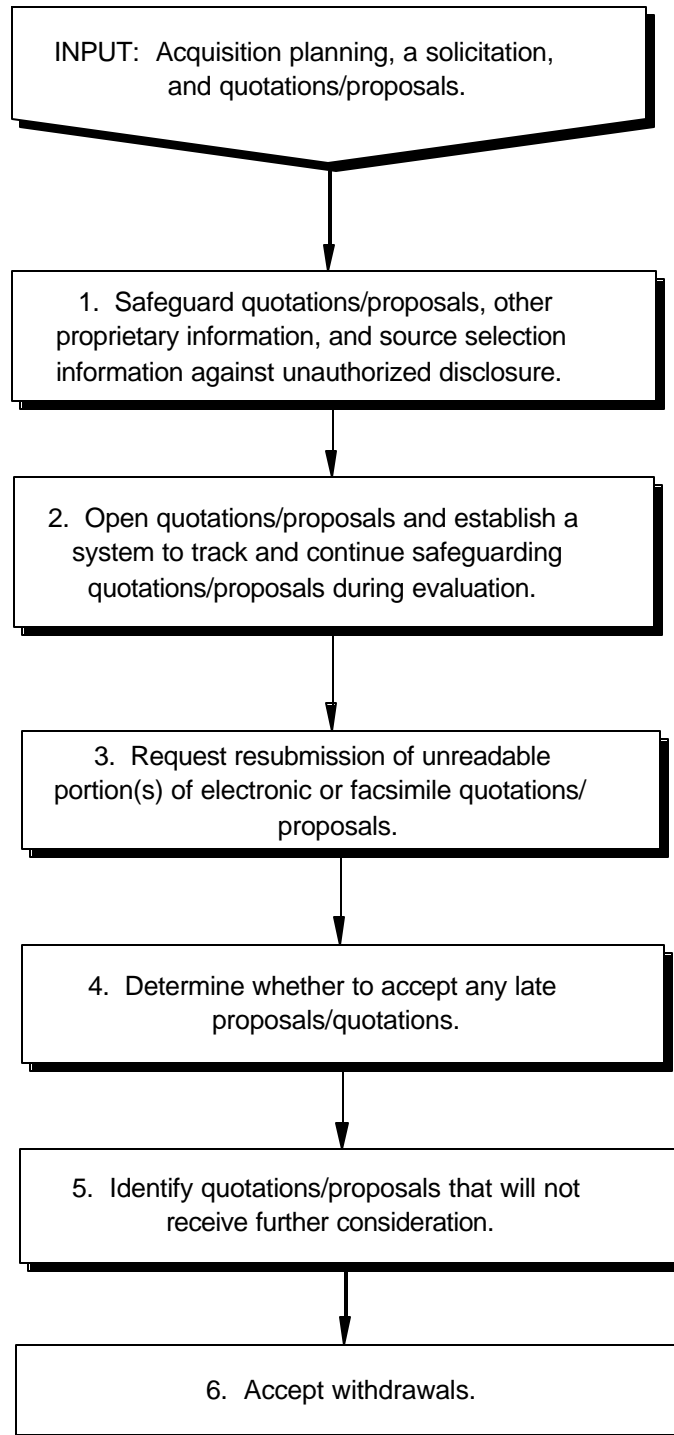 INPUT: Acquisition planning, a solicitation,
and quotations/proposals.
1. Safeguard quotations/proposals, other
proprietary information, and source selection
information against unauthorized disclosure.
2. Open quotations/proposals and establish a
system to track and continue safeguarding
quotations/proposals during evaluation.
3. Request resubmission of unreadable
portion(s) of electronic or facsimile quotations/
proposals.
4. Determine whether to accept any late
proposals/quotations.
5. Identify quotations/proposals that will not
receive further consideration.
6. Accept withdrawals.